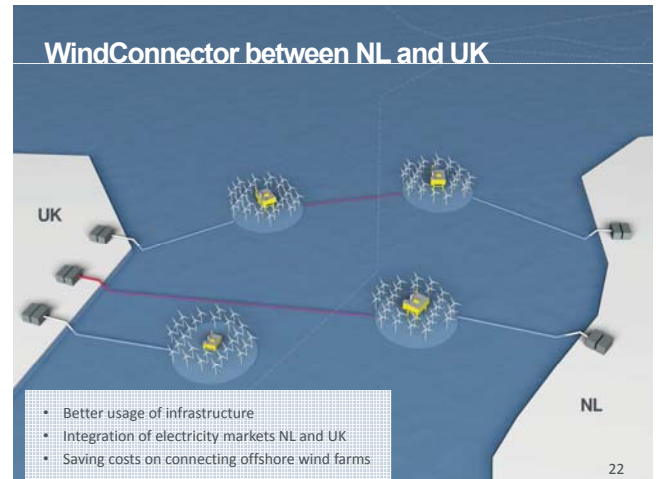 WindConnector between NL and UK
UK
NL
• Better usage of infrastructure
• Integration of electricity markets NL and UK
• Saving costs on connecting offshore wind farms
22